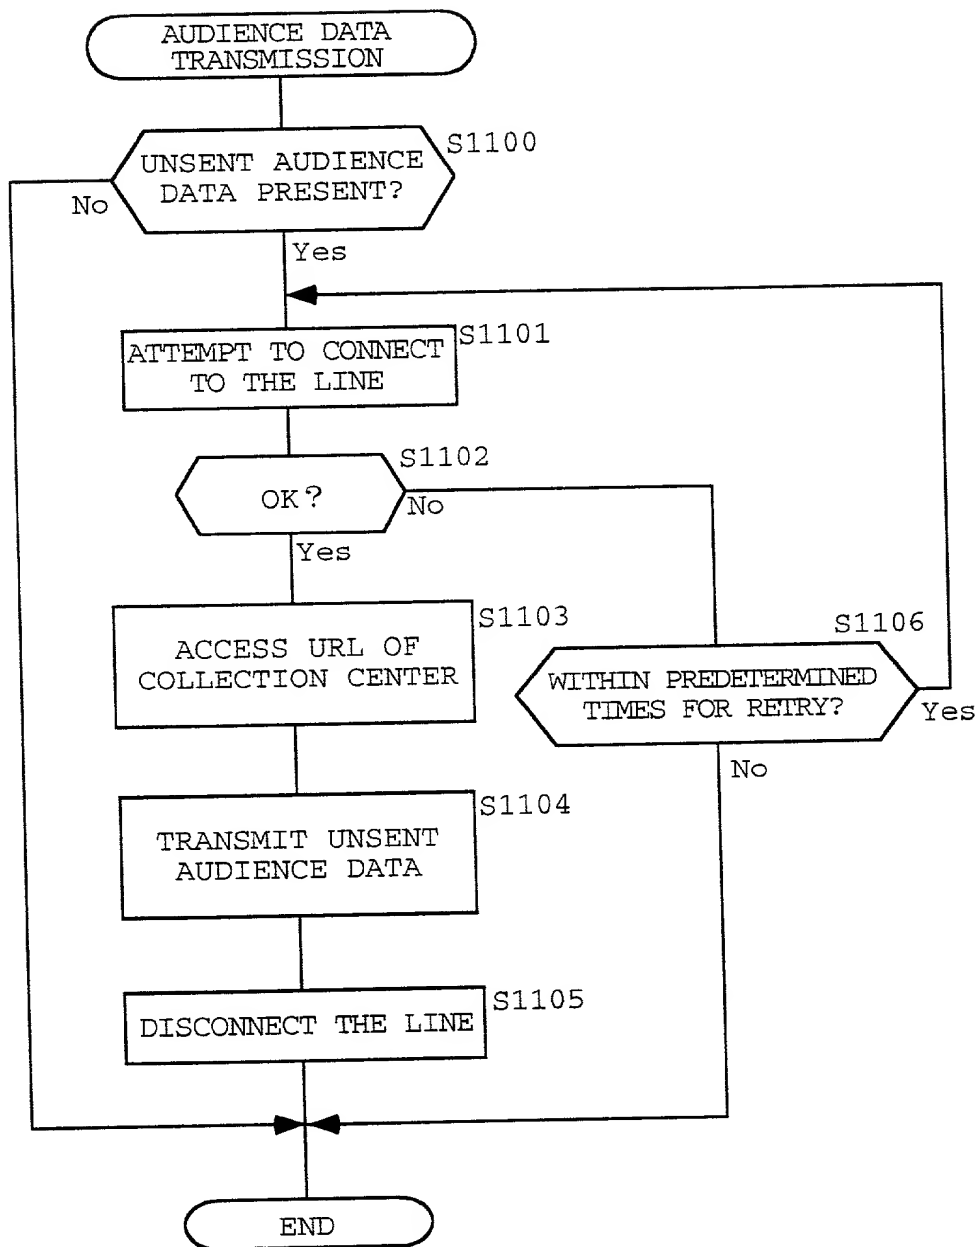 AUDIENCE DATA
TRANSMISSION
S1100
UNSENT AUDIENCE
DATA PRESENT?
No
Yes
S1101
ATTEMPT TO CONNECT
TO THE LINE
S1102
OK?
No
Yes
S1103
ACCESS URL OF
COLLECTION CENTER
S1106
WITHIN PREDETERMINED
TIMES FOR RETRY?
Yes
No
S1104
TRANSMIT UNSENT
AUDIENCE DATA
S1105
DISCONNECT THE LINE
END